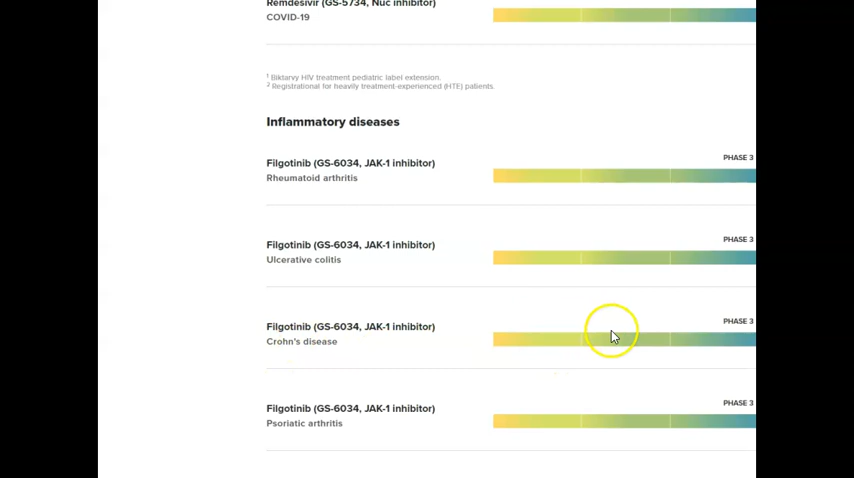 Remdesivir (GS-5734, Nuc inhibitor)
COVID-19
1 Biktarvy HIV treatment pediatric label extension.
2 Registrational for heavily treatment-experienced (HTE) patients.
Inflammatory diseases
PHASE 3
Filgotinib (GS-6034, JAK-1 inhibitor)
Rheumatoid arthritis
PHASE 3
Filgotinib (GS-6034, JAK-1 inhibitor)
Ulcerative colitis
PHASE 3
Filgotinib (GS-6034, JAK-1 inhibitor)
Crohn's disease
PHASE 3
Filgotinib (GS-6034, JAK-1 inhibitor)
Psoriatic arthritis